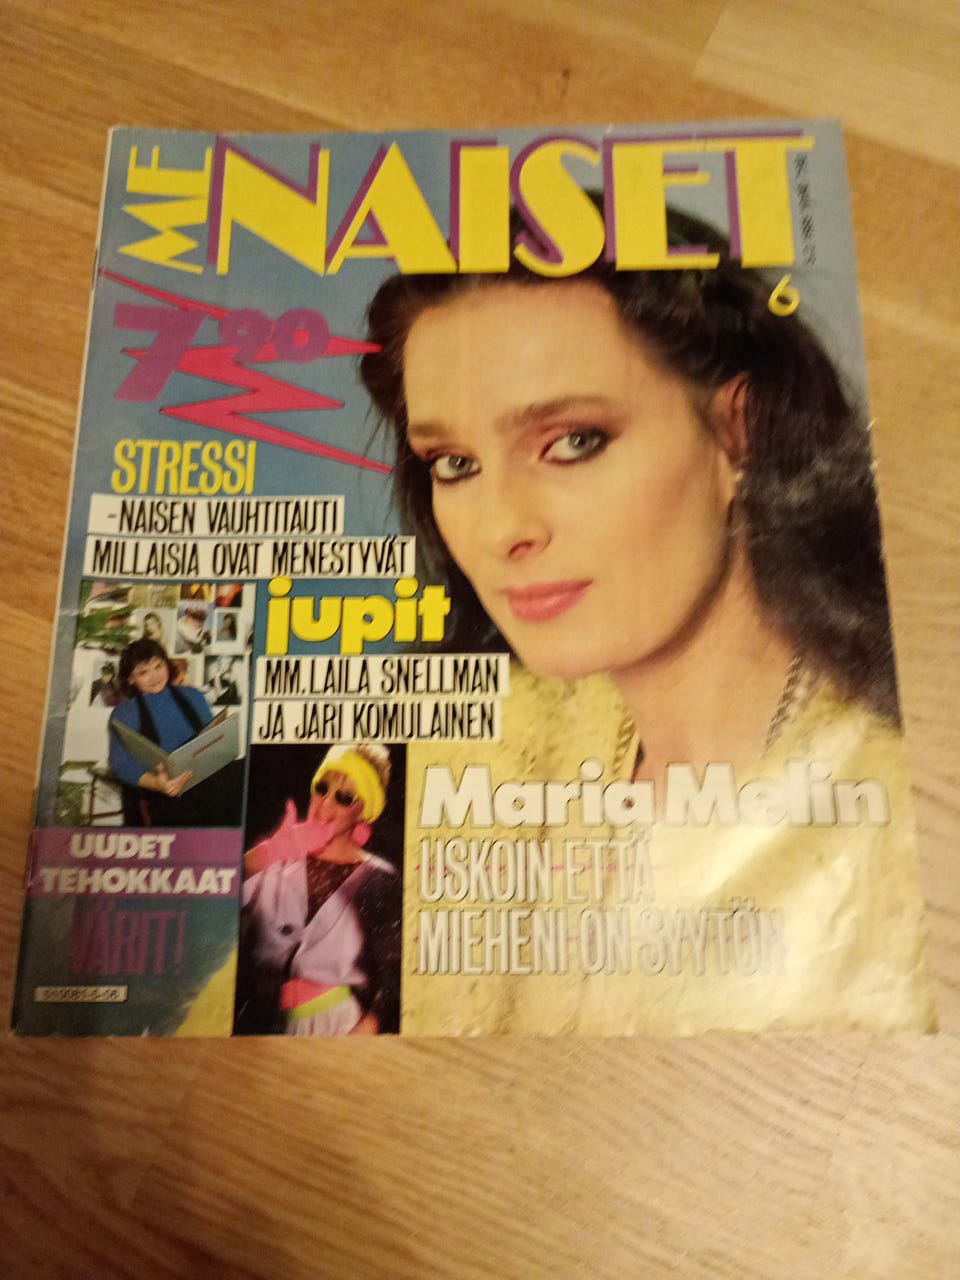 ME NAISET
6
7 90
STRESSI
-NAISEN VAUHTITAUTI
MILLAISIA OVAT MENESTYVÄT
jupit
MM. LAILA SNELLMAN
JA JARI KOMULAINEN
Maria Melin
USKOIN ETTÄ
MIEHENI ON SYYTÖN
UUDET
TEHOKKAAT
VÄRIT!